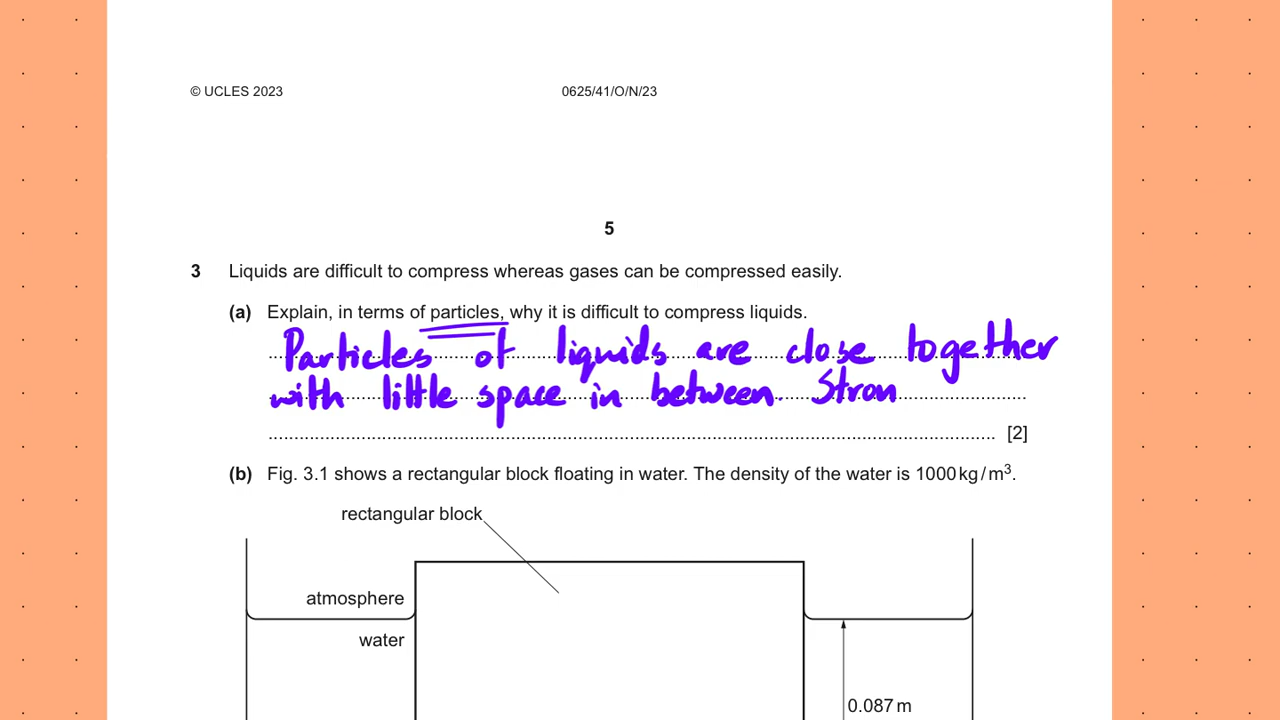 © UCLES 2023 0625/41/O/N/23
5
3 Liquids are difficult to compress whereas gases can be compressed easily.
(a) Explain, in terms of particles, why it is difficult to compress liquids.
Particles of liquids are close together
with little space in between. Stron
[2]
(b) Fig. 3.1 shows a rectangular block floating in water. The density of the water is 1000 kg / m³.
rectangular block
atmosphere
water
0.087 m